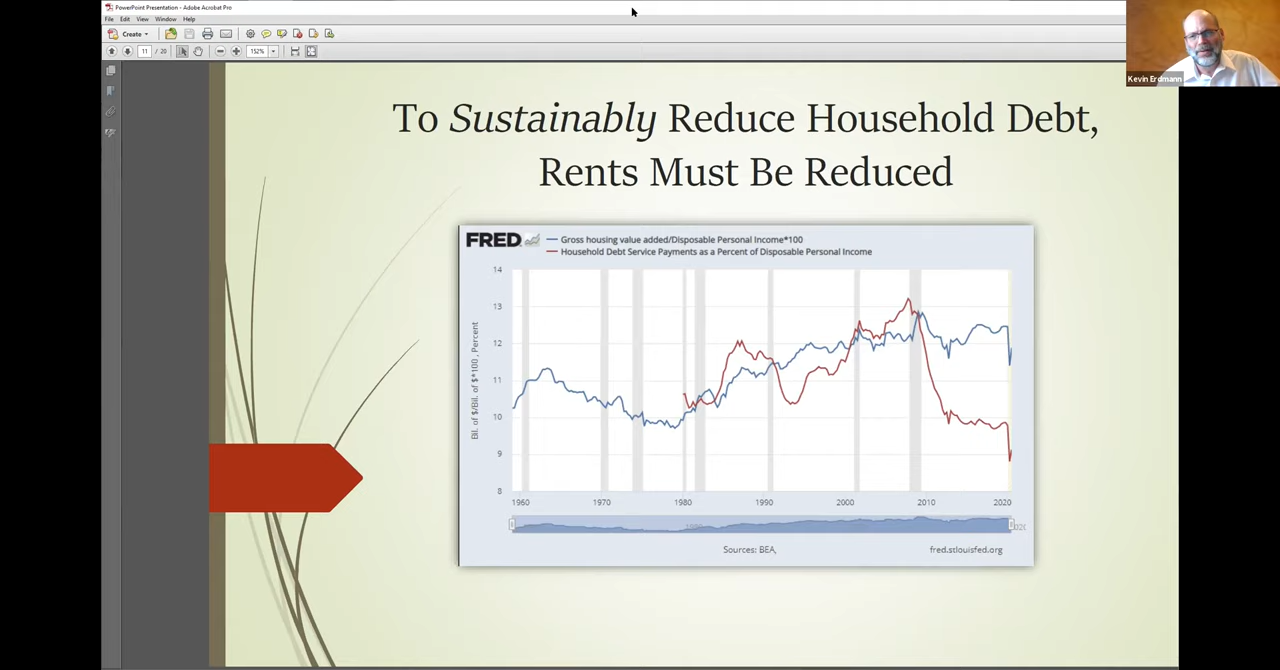 PowerPoint Presentation - Adobe Acrobat Pro
File Edit View Window Help
Create
11 / 20
152%
Kevin Erdmann
To Sustainably Reduce Household Debt,
Rents Must Be Reduced
FRED
Gross housing value added/Disposable Personal Income*100
Household Debt Service Payments as a Percent of Disposable Personal Income
Bil. of $/Bil. of $*100 , Percent
14
13
12
11
10
9
8
1960 1970 1980 1990 2000 2010 2020
Sources: BEA,
fred.stlouisfed.org